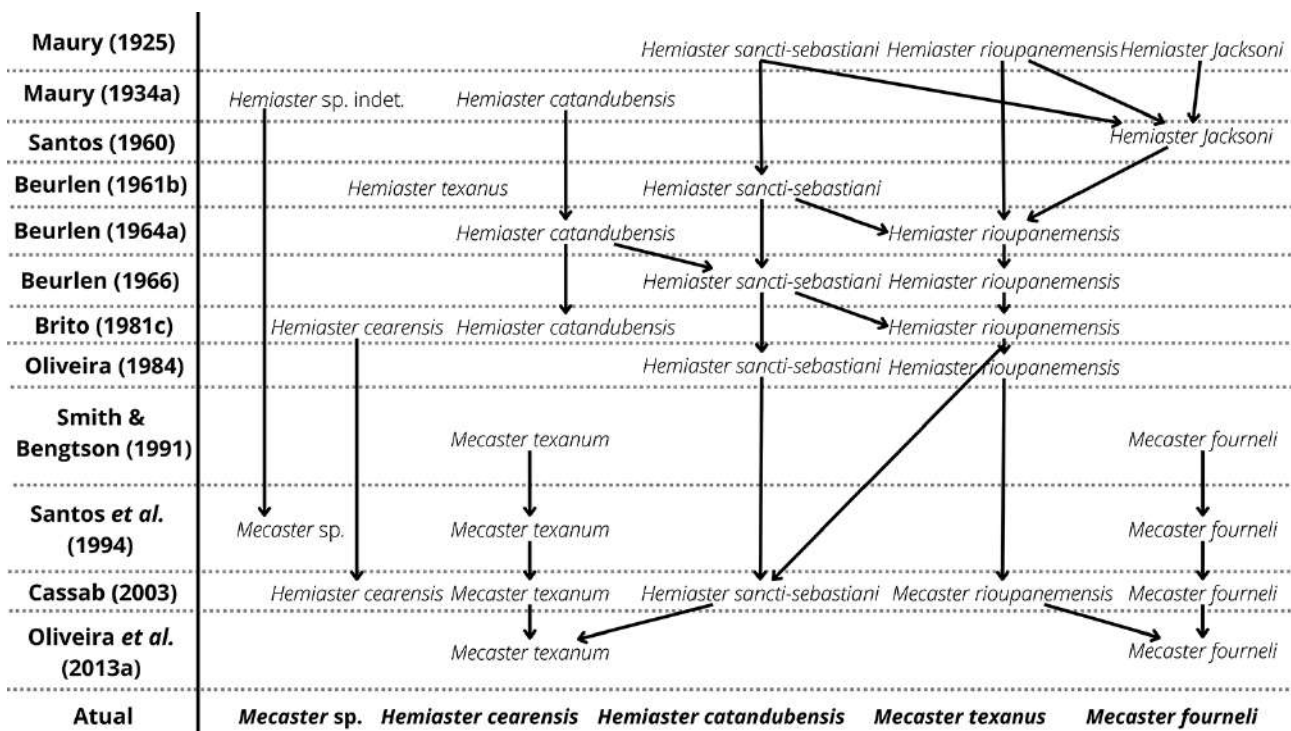 Maury (1925) Hemiaster sancti-sebastiani Hemiaster rioupanemensis Hemiaster Jacksoni
Maury (1934a) Hemiaster sp. indet. Hemiaster catandubensis
Santos (1960) Hemiaster Jacksoni
Beurlen (1961b) Hemiaster texanus Hemiaster sancti-sebastiani
Beurlen (1964a) Hemiaster catandubensis Hemiaster rioupanemensis
Beurlen (1966) Hemiaster sancti-sebastiani Hemiaster rioupanemensis
Brito (1981c) Hemiaster cearensis Hemiaster catandubensis Hemiaster rioupanemensis
Oliveira (1984) Hemiaster sancti-sebastiani Hemiaster rioupanemensis
Smith &
Bengtson (1991) Mecaster texanum Mecaster fourneli
Santos et al.
(1994) Mecaster sp. Mecaster texanum Mecaster fourneli
Cassab (2003) Hemiaster cearensis Mecaster texanum Hemiaster sancti-sebastiani Mecaster rioupanemensis Mecaster fourneli
Oliveira et al.
(2013a) Mecaster texanum Mecaster fourneli
Atual Mecaster sp. Hemiaster cearensis Hemiaster catandubensis Mecaster texanus Mecaster fourneli